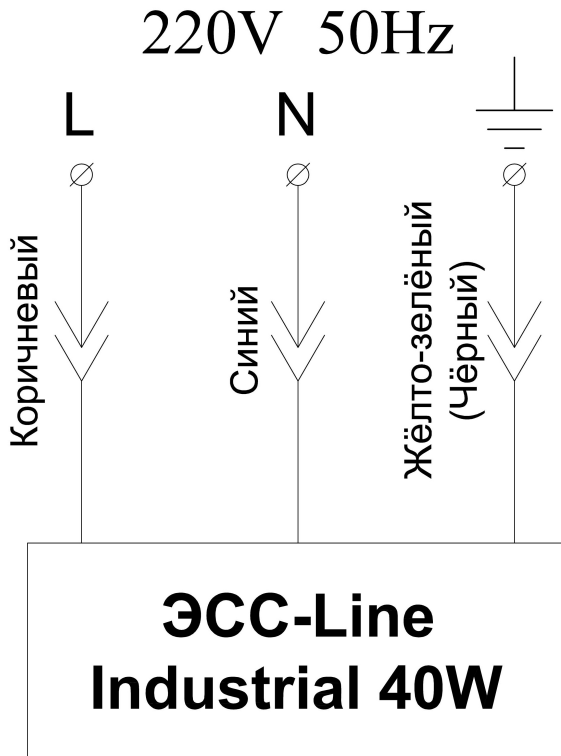 220V 50Hz
L
N
Коричневый
Синий
Жёлто-зелёный
(Чёрный)
ЭСС-Line
Industrial 40W